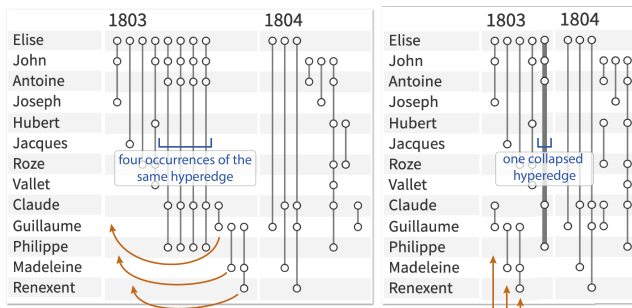 1803 1804
Elise
John
Antoine
Joseph
Hubert
Jacques
Roze
Vallet
Claude
Guillaume
Philippe
Madeleine
Renexent
four occurrences of the
same hyperedge
1803 1804
Elise
John
Antoine
Joseph
Hubert
Jacques
Roze
Vallet
Claude
Guillaume
Philippe
Madeleine
Renexent
one collapsed
hyperedge